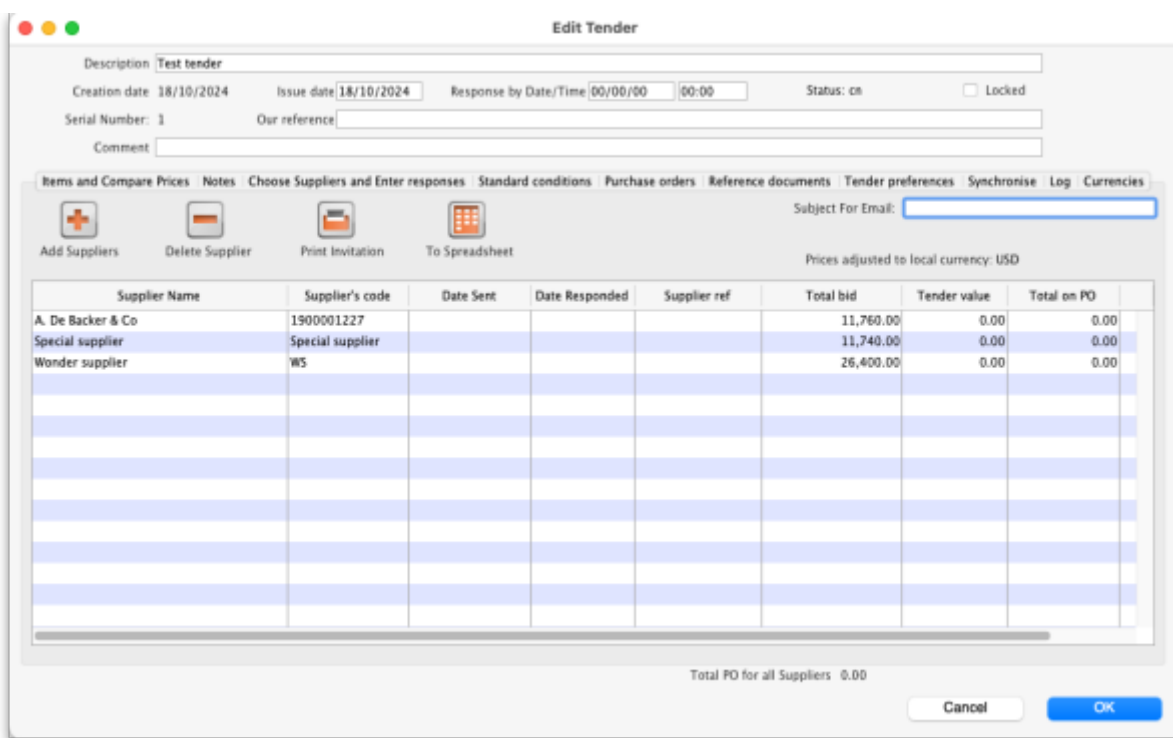 Edit Tender
Description Test tender
Creation date 18/10/2024 Issue date 18/10/2024 Response by Date/Time 00/00/00 00:00 Status: cn Locked
Serial Number: 1 Our reference
Comment
Items and Compare Prices Notes Choose Suppliers and Enter responses Standard conditions Purchase orders Reference documents Tender preferences Synchronise Log Currencies
Subject For Email:
Add Suppliers Delete Supplier Print Invitation To Spreadsheet
Prices adjusted to local currency: USD
Supplier Name Supplier's code Date Sent Date Responded Supplier ref Total bid Tender value Total on PO
A. De Backer & Co 1900001227 11,760.00 0.00 0.00
Special supplier Special supplier 11,740.00 0.00 0.00
Wonder supplier WS 26,400.00 0.00 0.00
Total PO for all Suppliers 0.00
Cancel OK